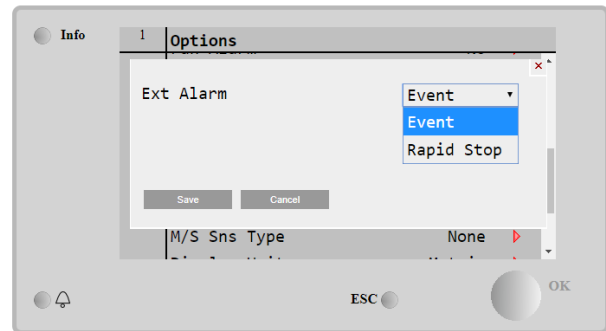 Info
1 Options
Ext Alarm Event
Event
Rapid Stop
Save Cancel
M/S Sns Type None
ESC
OK